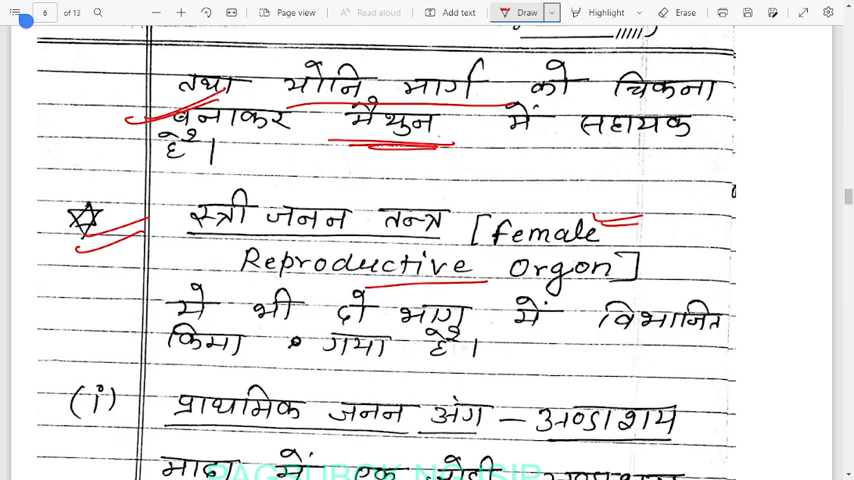 6 of 13
Page view
Read aloud
Add text
Draw
Highlight
Erase
तथा योनि मार्ग को चिकना
बनाकर मैथुन में सहायक
है।
स्त्री जनन तन्त्र [female
Reproductive Orgon]
ये भी दो भाग में विभाजित
किया गया है।
(i) प्राथमिक जनन अंग – अण्डाशय
मादा में एक जोड़ी